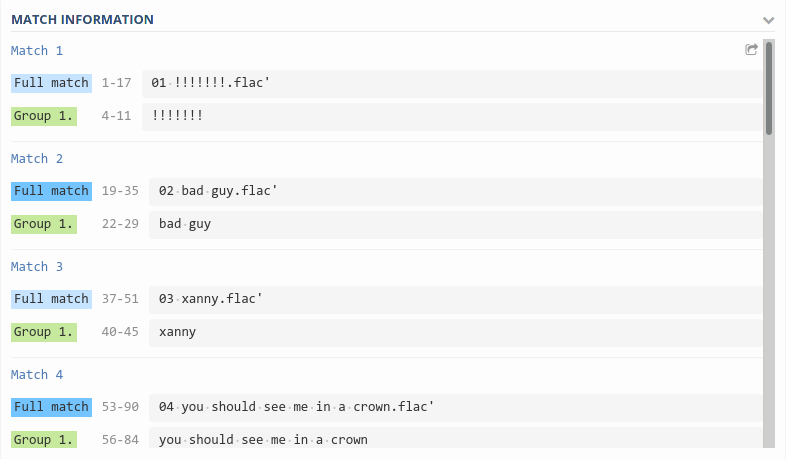 MATCH INFORMATION
Match 1
Full match 1-17 01 !!!!!!!.flac'
Group 1. 4-11 !!!!!!!
Match 2
Full match 19-35 02·bad·guy.flac'
Group 1. 22-29 bad·guy
Match 3
Full match 37-51 03·xanny.flac'
Group 1. 40-45 xanny
Match 4
Full match 53-90 04·you·should·see·me·in·a·crown.flac'
Group 1. 56-84 you·should·see·me·in·a·crown